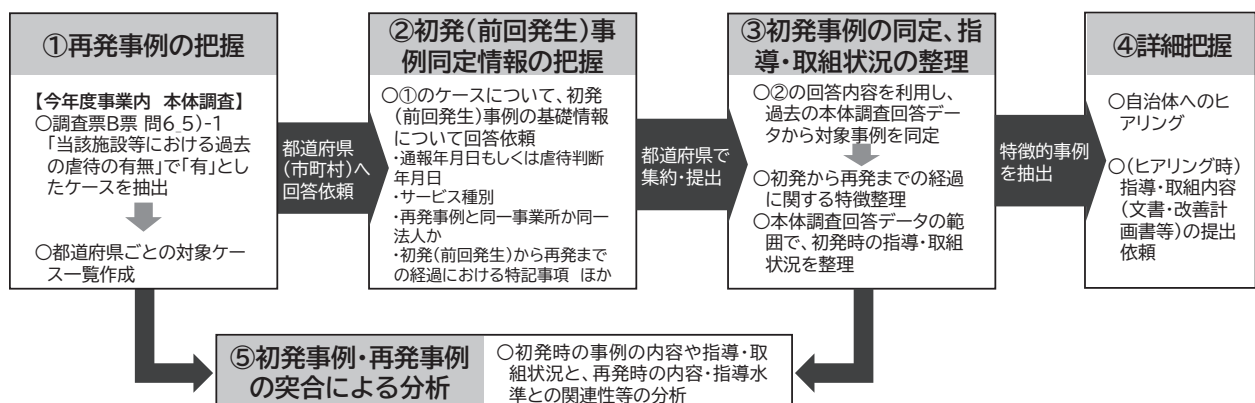 ①再発事例の把握
【今年度事業内 本体調査】
○調査票B票 問6_5)-1
「当該施設等における過去
の虐待の有無」で「有」とし
たケースを抽出
○都道府県ごとの対象ケー
ス一覧作成
都道府県
(市町村)へ
回答依頼
②初発(前回発生)事
例同定情報の把握
○①のケースについて、初発
(前回発生)事例の基礎情報
について回答依頼
・通報年月日もしくは虐待判断
年月日
・サービス種別
・再発事例と同一事業所か同一
法人か
・初発(前回発生)から再発まで
の経過における特記事項 ほか
都道府県で
集約・提出
③初発事例の同定、指
導・取組状況の整理
○②の回答内容を利用し、
過去の本体調査回答デー
タから対象事例を同定
○初発から再発までの経過
に関する特徴整理
○本体調査回答データの範
囲で、初発時の指導・取組
状況を整理
特徴的事例
を抽出
④詳細把握
○自治体へのヒ
アリング
○(ヒアリング時)
指導・取組内容
(文書・改善計
画書等)の提出
依頼
⑤初発事例・再発事例
の突合による分析
○初発時の事例の内容や指導・取
組状況と、再発時の内容・指導水
準との関連性等の分析